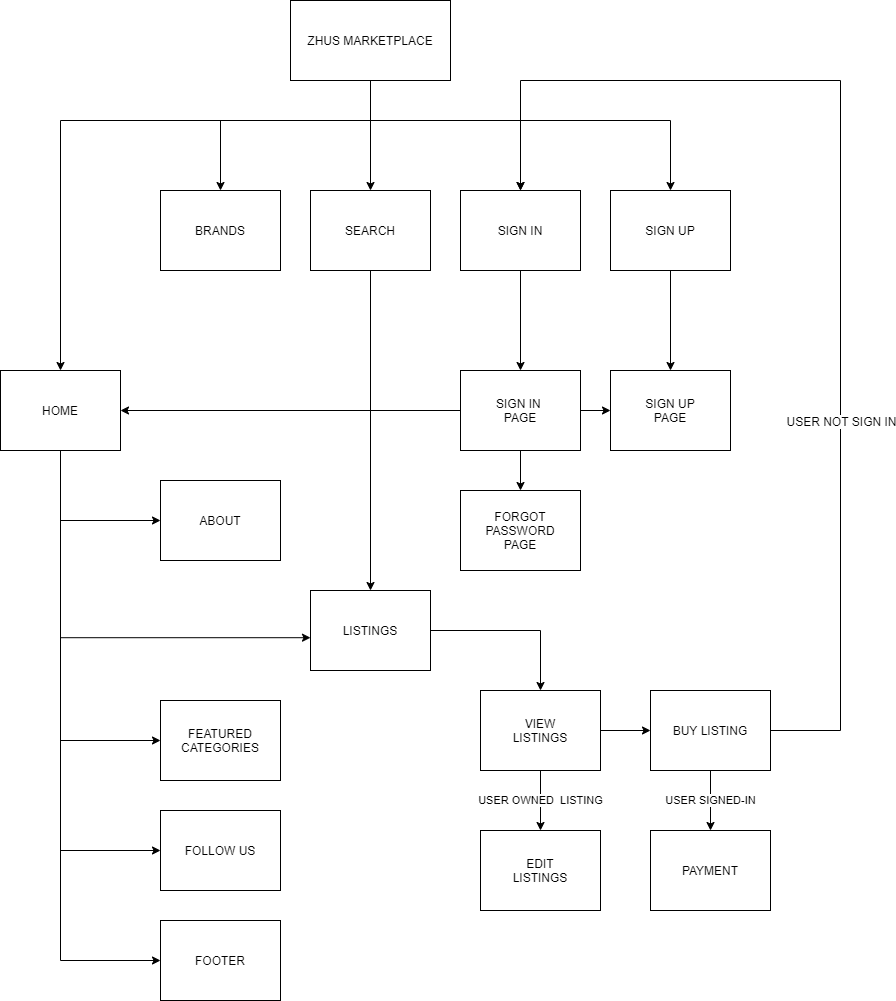 ZHUS MARKETPLACE
BRANDS
SEARCH
SIGN IN
SIGN UP
HOME
SIGN IN
PAGE
SIGN UP
PAGE
USER NOT SIGN IN
ABOUT
FORGOT
PASSWORD
PAGE
LISTINGS
FEATURED
CATEGORIES
VIEW
LISTINGS
BUY LISTING
USER OWNED LISTING
USER SIGNED-IN
FOLLOW US
EDIT
LISTINGS
PAYMENT
FOOTER